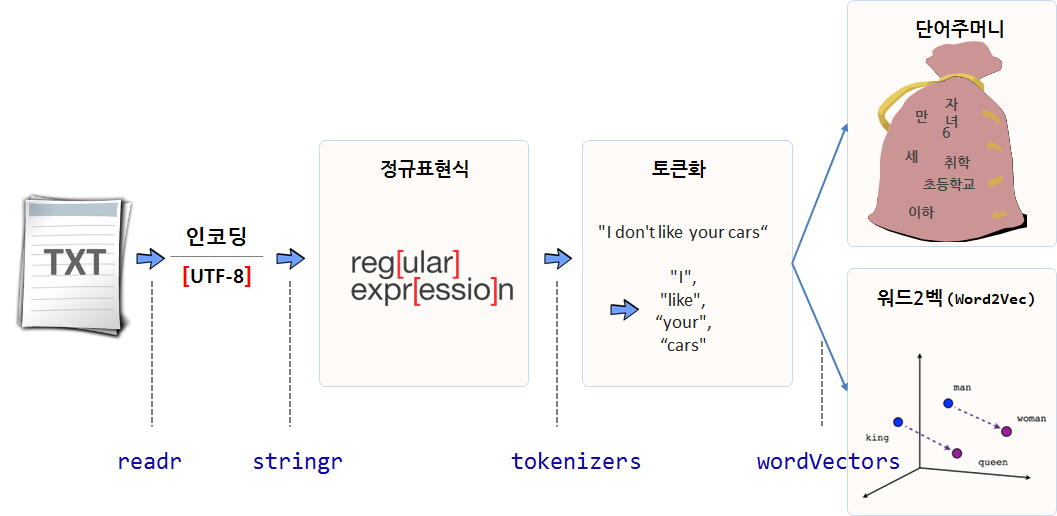 TXT
인코딩
[UTF-8]
정규표현식
reg[ular]
expr[essio]n
토큰화
"I don't like your cars“
"I",
"like",
“your",
“cars"
단어주머니
만
자
녀
6
세
취학
초등학교
이하
워드2벡(Word2Vec)
man
woman
king
queen
readr
stringr
tokenizers
wordVectors